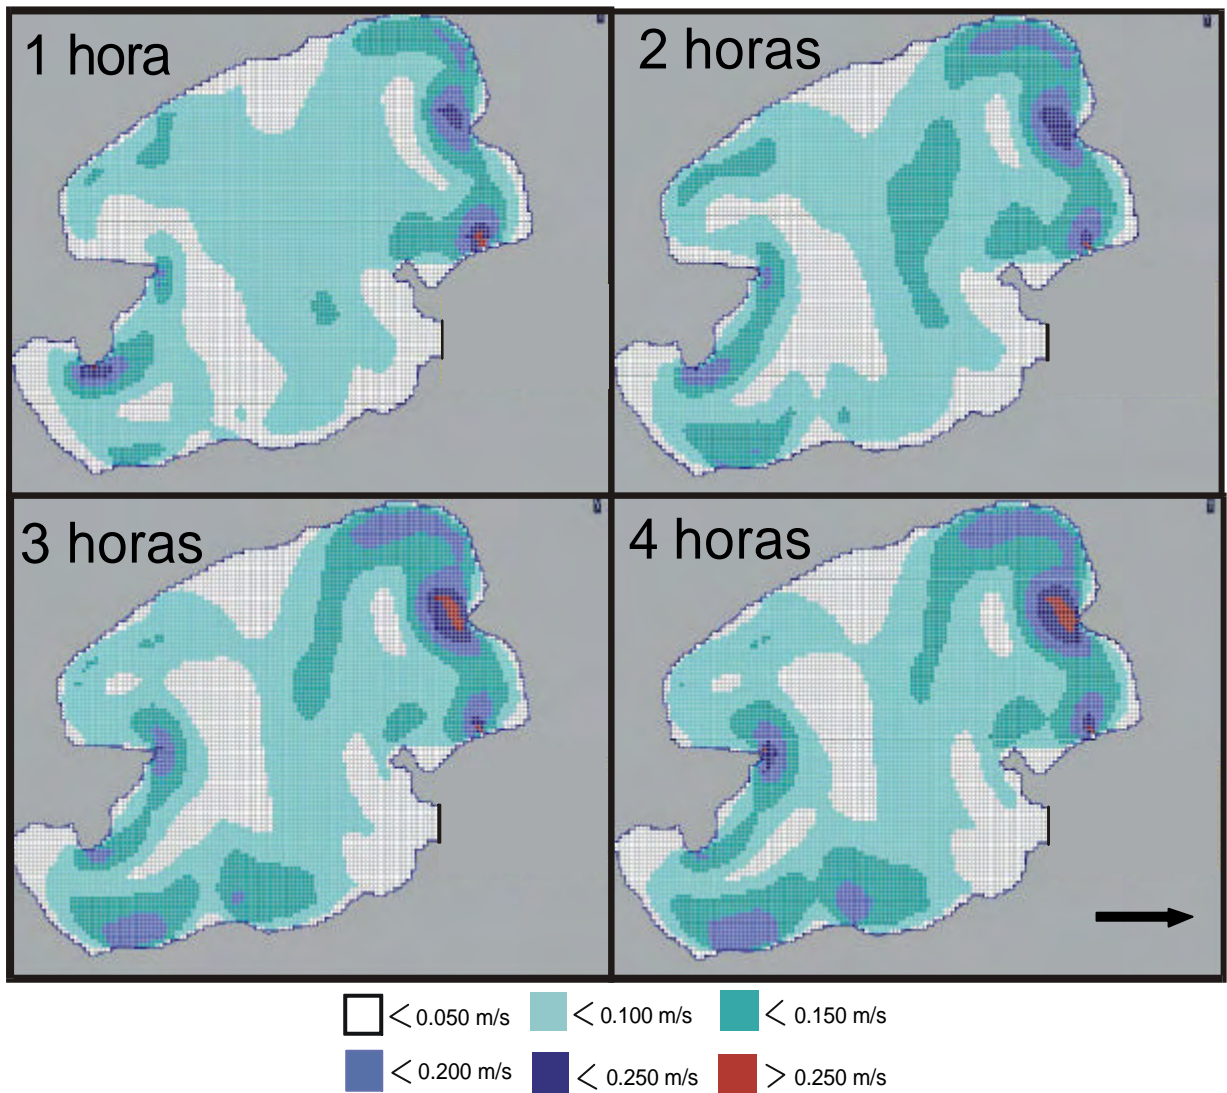 1 hora
2 horas
3 horas
4 horas
< 0.050 m/s
< 0.100 m/s
< 0.150 m/s
< 0.200 m/s
< 0.250 m/s
> 0.250 m/s